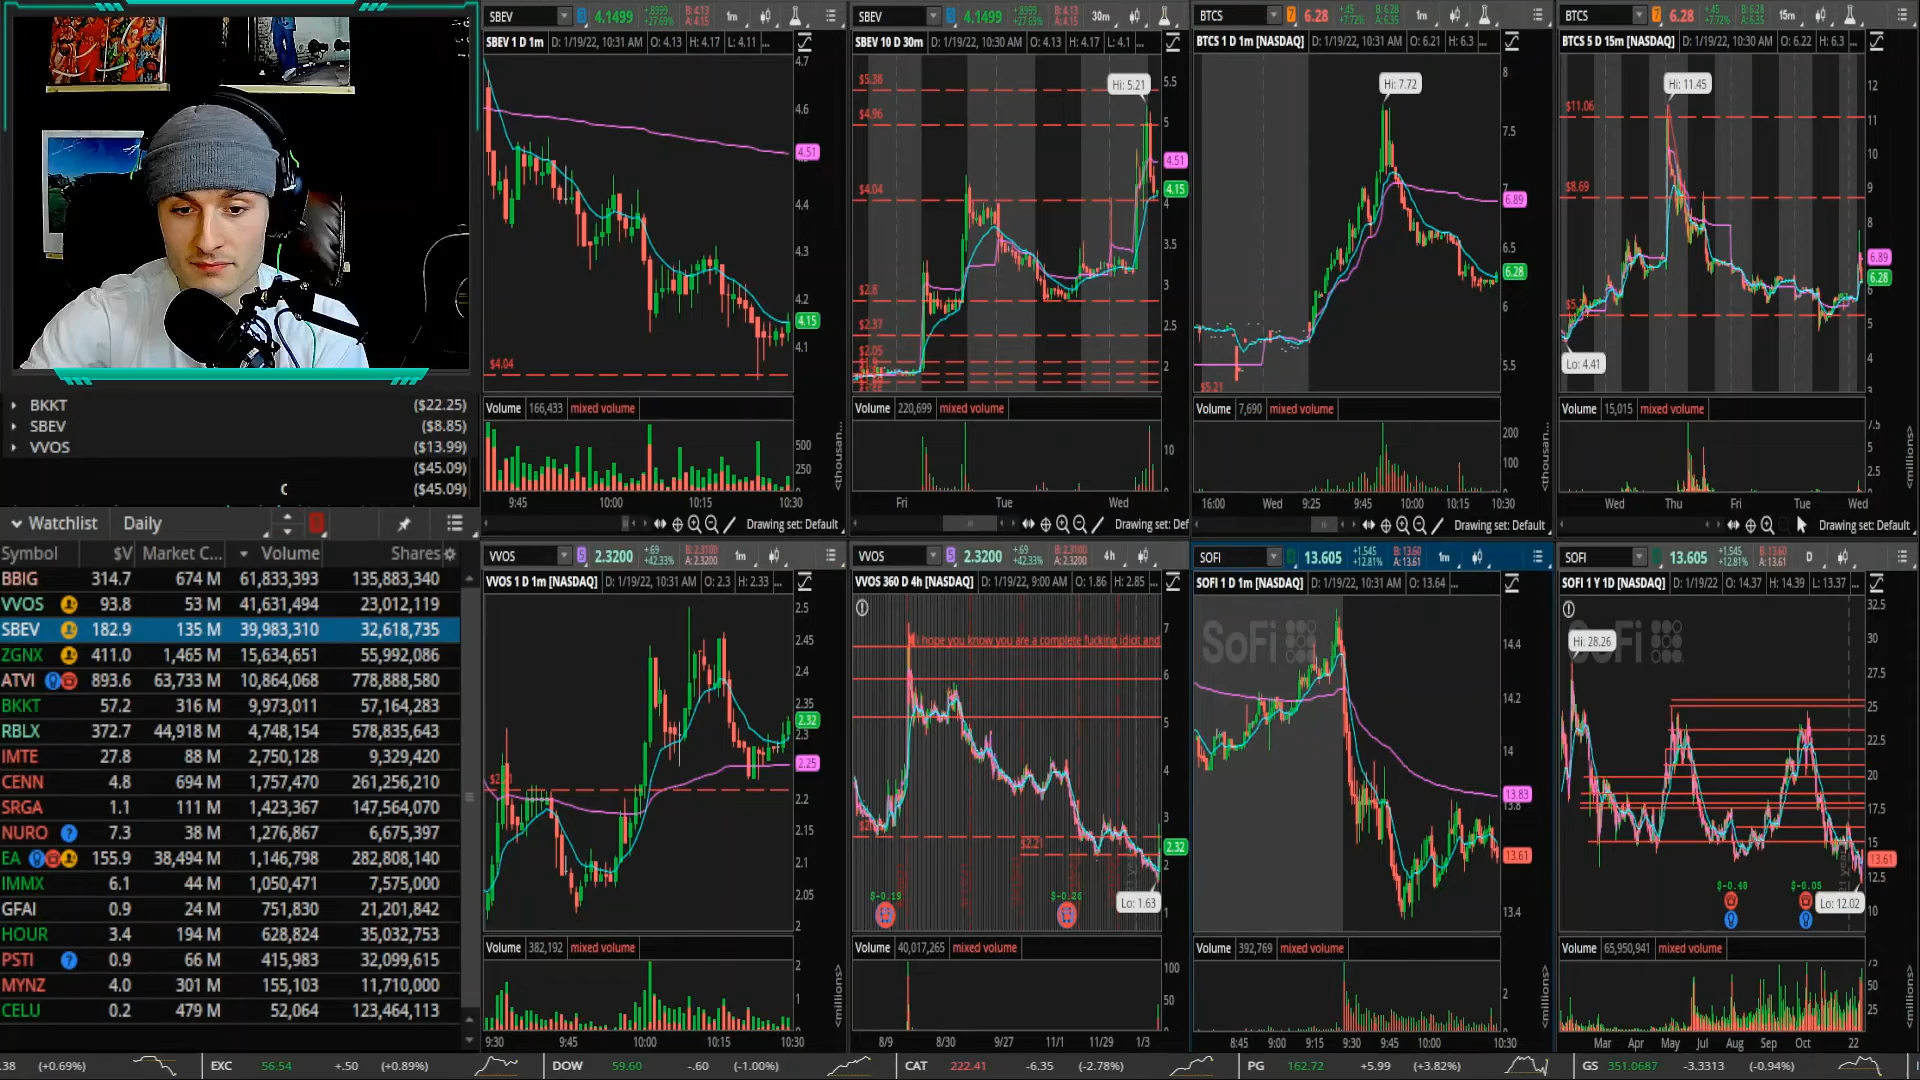 SBEV 4.1499 +.8999 +27.69% B: 4.13 A: 4.15 1m
SBEV 1 D 1m D: 1/19/22, 10:31 AM O: 4.13 H: 4.17 L: 4.11 ...
4.7
4.6
4.51
4.4
4.3
4.2
4.15
4.1
$4.04
Volume 166,433 mixed volume
500
250
<thousan...
9:45 10:00 10:15 10:30
SBEV 4.1499 +.8999 +27.69% B: 4.13 A: 4.15 30m
SBEV 10 D 30m D: 1/19/22, 10:30 AM O: 4.13 H: 4.17 L: 4.1 ...
Hi: 5.21
$5.38
$4.96
$4.04
$2.8
$2.37
$2.05
5.5
5
4.51
4.15
4
3.5
3
2.5
2
Volume 220,699 mixed volume
10
<millions>
Fri Tue Wed
Drawing set: Default
Drawing set: Def
BTCS 6.28 +.45 +7.72% B: 6.28 A: 6.35 1m
BTCS 1 D 1m [NASDAQ] D: 1/19/22, 10:31 AM O: 6.21 H: 6.3 ...
Hi: 7.72
8
7.5
7
6.89
6.5
6.28
6
5.5
$5.21
Volume 7,690 mixed volume
200
100
<thousan...
16:00 Wed 9:25 9:45 10:00 10:15 10:30
Drawing set: Default
BTCS 6.28 +.45 +7.72% B: 6.28 A: 6.35 15m
BTCS 5 D 15m [NASDAQ] D: 1/19/22, 10:30 AM O: 6.22 H: 6.3 ...
Hi: 11.45
$11.06
$8.69
Lo: 4.41
12
11
10
9
8
6.89
6.28
5
4
3
Volume 15,015 mixed volume
7.5
5
2.5
<millions>
Wed Thu Fri Tue Wed
Drawing set: Default
BKKT ($22.25)
SBEV ($8.85)
VVOS ($13.99)
($45.09)
($45.09)
Watchlist Daily
Symbol $V Market C... Volume Shares
BBIG 314.7 674 M 61,833,393 135,883,340
VVOS 93.8 53 M 41,631,494 23,012,119
SBEV 182.9 135 M 39,983,310 32,618,735
ZGNX 411.0 1,465 M 15,634,651 55,992,086
ATVI 893.6 63,733 M 10,864,068 778,888,580
BKKT 57.2 316 M 9,973,011 57,164,283
RBLX 372.7 44,918 M 4,748,154 578,835,643
IMTE 27.8 88 M 2,750,128 9,329,420
CENN 4.8 694 M 1,757,470 261,256,210
SRGA 1.1 111 M 1,423,367 147,564,070
NURO 7.3 38 M 1,276,867 6,675,397
EA 155.9 38,494 M 1,146,798 282,808,140
IMMX 6.1 44 M 1,050,471 7,575,000
GFAI 0.9 24 M 751,830 21,201,842
HOUR 3.4 194 M 628,824 35,032,753
PSTI 0.9 66 M 415,983 32,099,615
MYNZ 4.0 301 M 155,103 11,710,000
CELU 0.2 479 M 52,064 123,464,113
VVOS 2.3200 +.69 +42.33% B: 2.3100 A: 2.3200 1m
VVOS 1 D 1m [NASDAQ] D: 1/19/22, 10:31 AM O: 2.3 H: 2.33 ...
2.5
2.45
2.4
2.35
2.32
2.3
2.25
2.2
2.15
2.1
2.05
2
Volume 382,192 mixed volume
2
1
0
<millions>
9:30 9:45 10:00 10:15 10:30
VVOS 2.3200 +.69 +42.33% B: 2.3100 A: 2.3200 4h
VVOS 360 D 4h [NASDAQ] D: 1/19/22, 9:00 AM O: 1.86 H: 2.85 ...
I hope you know you are a complete fucking idiot and
$2.21
$-0.19
$-0.26
Lo: 1.63
7
6
5
4
3
2.32
2
1
Volume 40,017,265 mixed volume
100
50
0
<millions>
8/9 8/30 9/27 11/1 11/29 1/3
SOFI 13.605 +1.545 +12.81% B: 13.60 A: 13.61 1m
SOFI 1 D 1m [NASDAQ] D: 1/19/22, 10:31 AM O: 13.64 ...
SoFi
14.4
14.2
14
13.83
13.8
13.61
13.4
Volume 392,769 mixed volume
2
<millions>
8:45 9:00 9:15 9:30 9:45 10:00 10:30
SOFI 13.605 +1.545 +12.81% B: 13.60 A: 13.61 D
SOFI 1 Y 1D [NASDAQ] D: 1/19/22 O: 14.37 H: 14.39 L: 13.37 ...
Hi: 28.26
$-0.48
$-0.05
Lo: 12.02
32.5
30
27.5
25
22.5
20
17.5
15
13.61
12.5
10
Volume 65,950,941 mixed volume
75
50
25
0
<millions>
Mar Apr May Jul Aug Sep Oct 22
.38 (+0.69%) EXC 56.54 +.50 (+0.89%) DOW 59.60 -.60 (-1.00%) CAT 222.41 -6.35 (-2.78%) PG 162.72 +5.99 (+3.82%) GS 351.0687 -3.3313 (-0.94%)